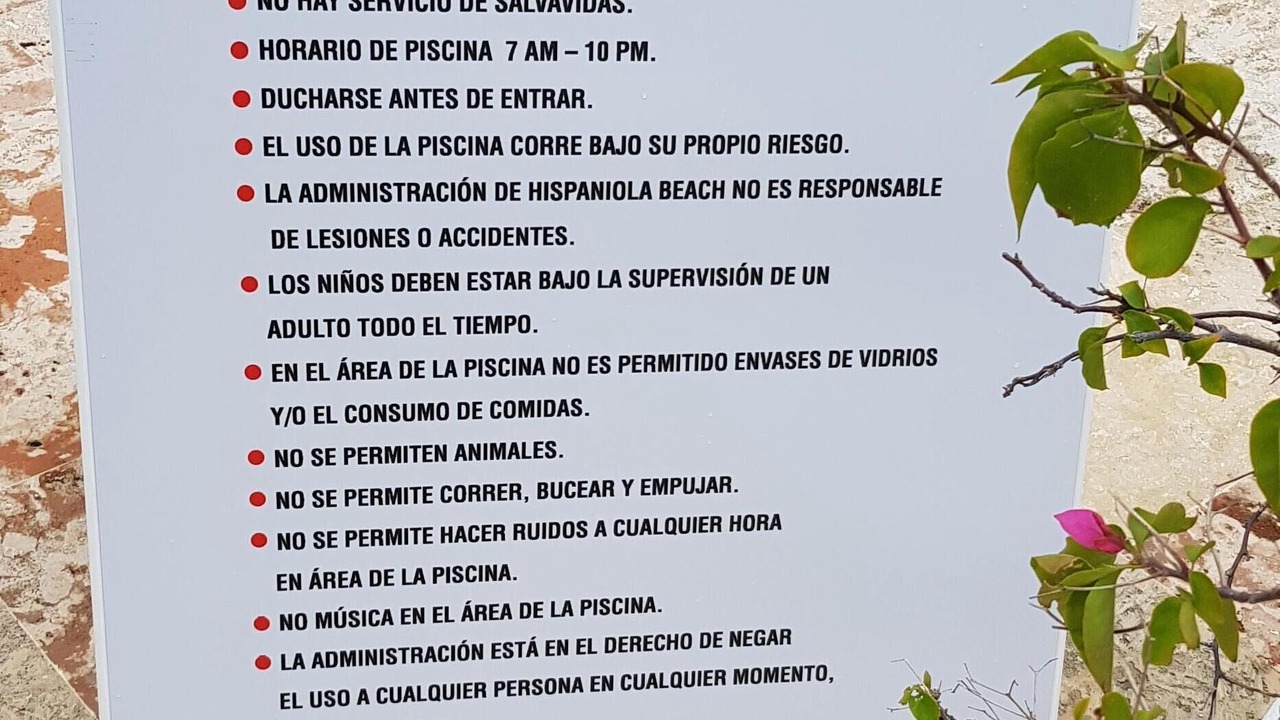 NO HAY SERVICIO DE SALVAVIDAS.
HORARIO DE PISCINA 7 AM – 10 PM.
DUCHARSE ANTES DE ENTRAR.
EL USO DE LA PISCINA CORRE BAJO SU PROPIO RIESGO.
LA ADMINISTRACIÓN DE HISPANIOLA BEACH NO ES RESPONSABLE
DE LESIONES O ACCIDENTES.
LOS NIÑOS DEBEN ESTAR BAJO LA SUPERVISIÓN DE UN
ADULTO TODO EL TIEMPO.
EN EL ÁREA DE LA PISCINA NO ES PERMITIDO ENVASES DE VIDRIOS
Y/O EL CONSUMO DE COMIDAS.
NO SE PERMITEN ANIMALES.
NO SE PERMITE CORRER, BUCEAR Y EMPUJAR.
NO SE PERMITE HACER RUIDOS A CUALQUIER HORA
EN ÁREA DE LA PISCINA.
NO MÚSICA EN EL ÁREA DE LA PISCINA.
LA ADMINISTRACIÓN ESTÁ EN EL DERECHO DE NEGAR
EL USO A CUALQUIER PERSONA EN CUALQUIER MOMENTO,